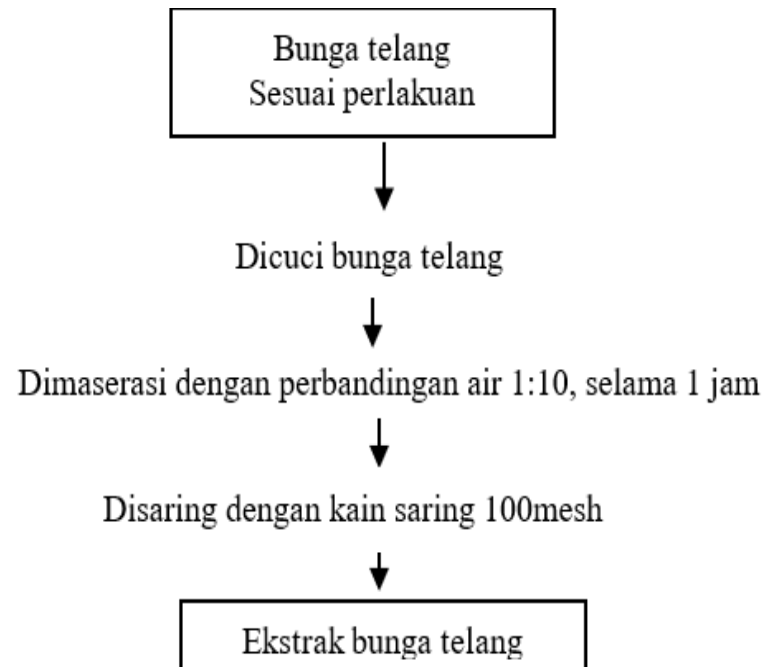 Bunga telang
Sesuai perlakuan
Dicuci bunga telang
Dimaserasi dengan perbandingan air 1:10, selama 1 jam
Disaring dengan kain saring 100mesh
Ekstrak bunga telang